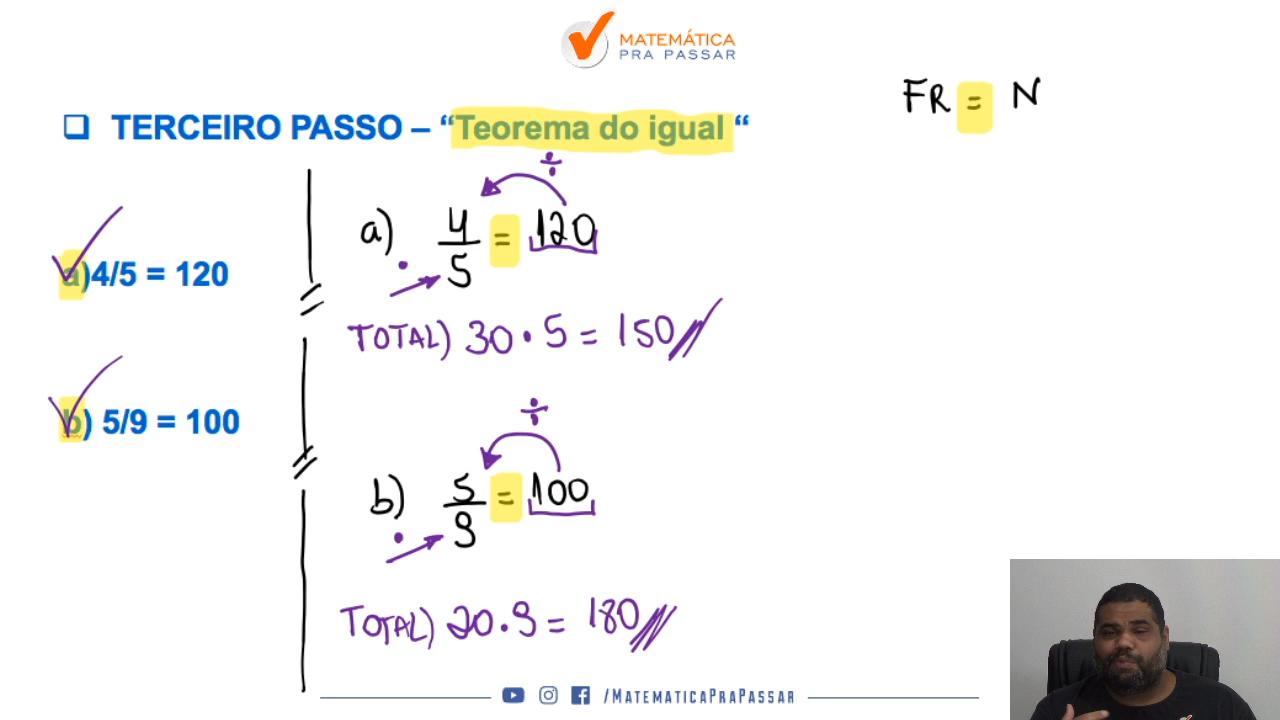 MATEMÁTICA
PRA PASSAR
FR = N
❑ TERCEIRO PASSO – “Teorema do igual “
÷
a) 4/5 = 120
a)4/5 = 120
TOTAL) 30 • 5 = 150
÷
b) 5/9 = 100
b) 5/9 = 100
TOTAL) 20 • 9 = 180
/MATEMATICAPRAPASSAR